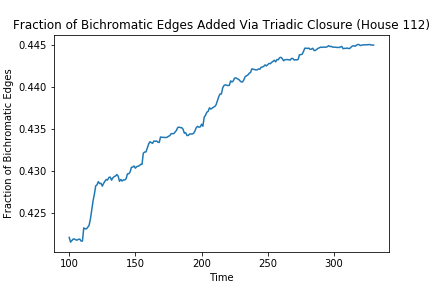 Fraction of Bichromatic Edges Added Via Triadic Closure (House 112)
Fraction of Bichromatic Edges
0.445
0.440
0.435
0.430
0.425
100 150 200 250 300
Time